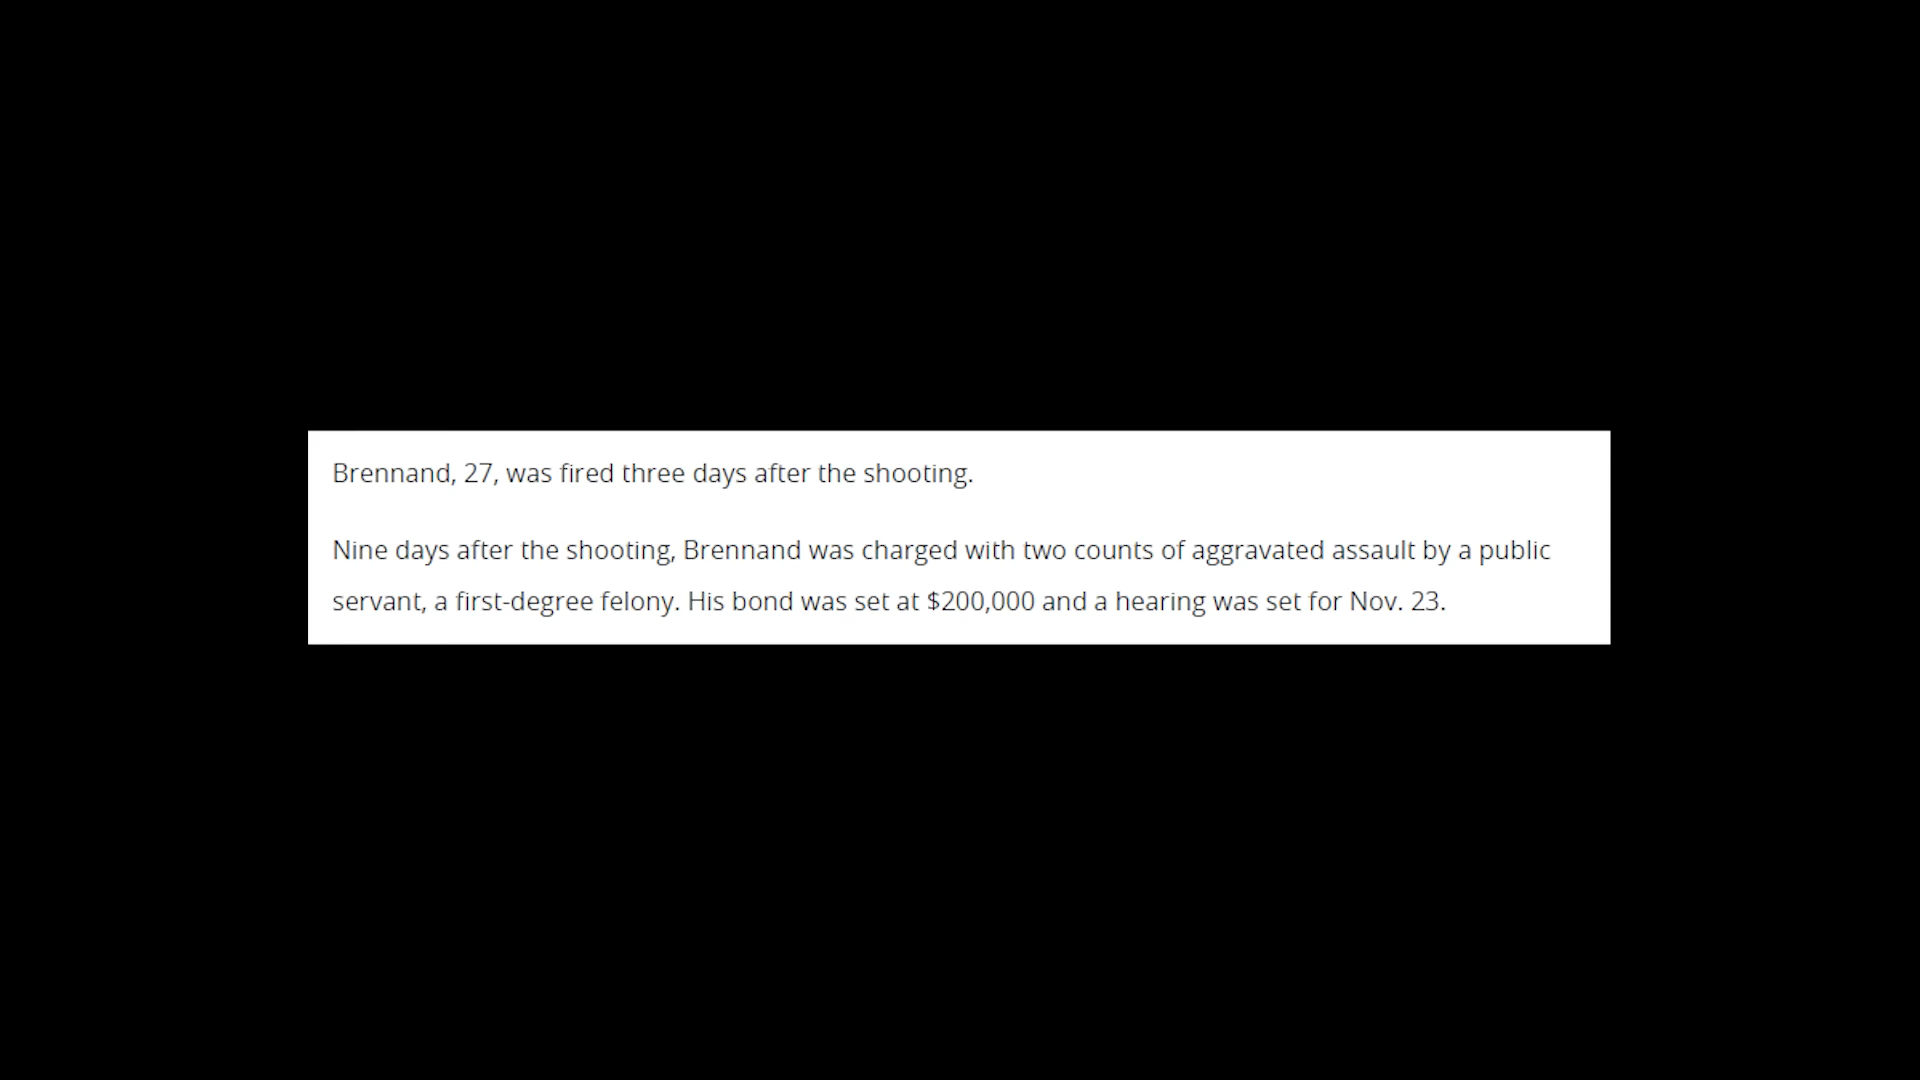 Brennand, 27, was fired three days after the shooting.
Nine days after the shooting, Brennand was charged with two counts of aggravated assault by a public
servant, a first-degree felony. His bond was set at $200,000 and a hearing was set for Nov. 23.